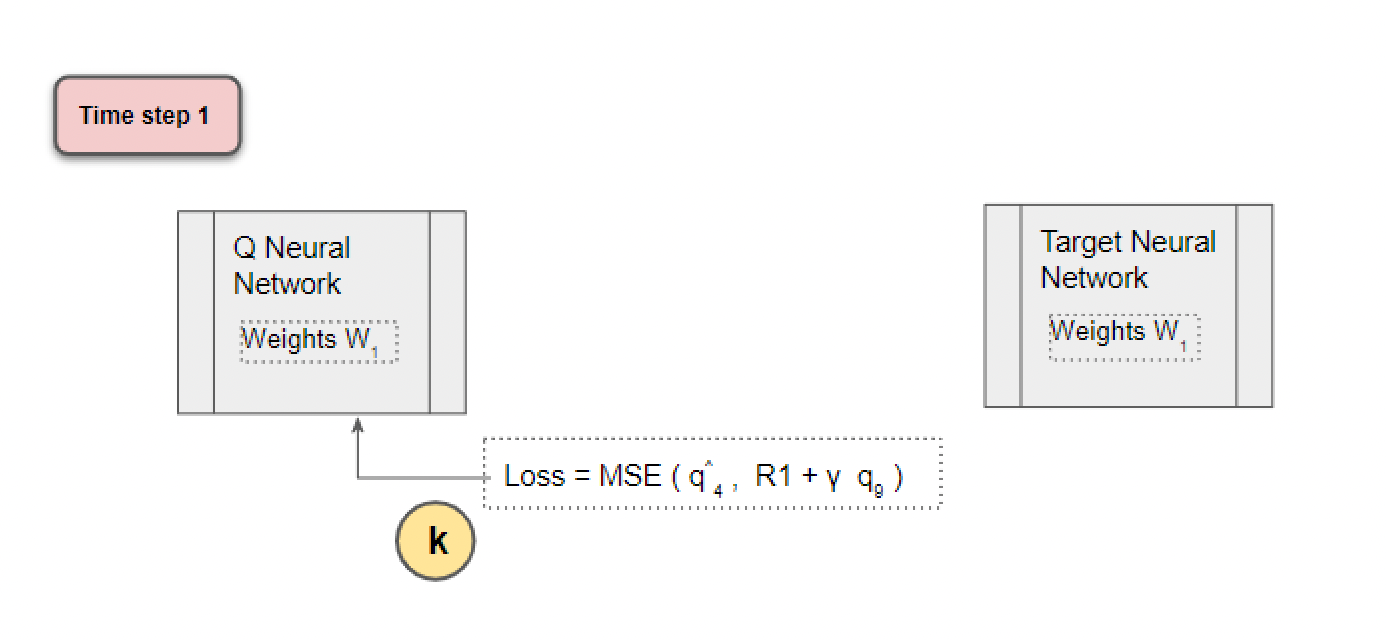 Time step 1
Q Neural
Network
Weights W₁
Target Neural
Network
Weights W₁
Loss = MSE ( q̂₄ , R1 + γ q₉ )
k